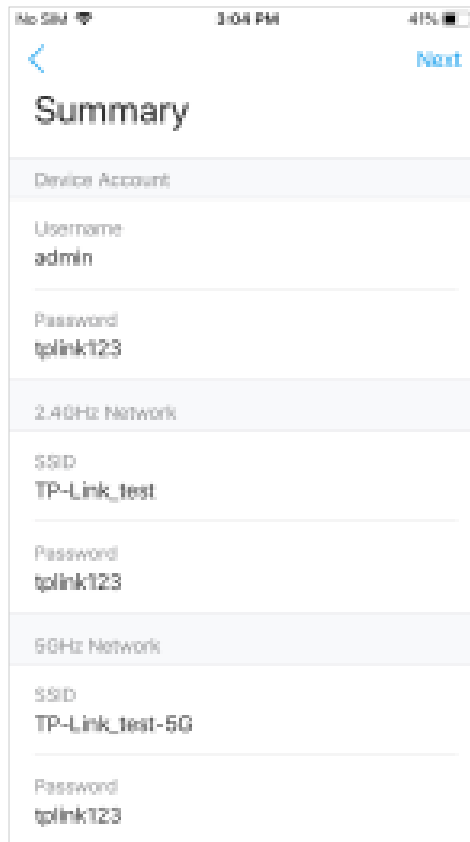 No SIM 3:04 PM 41%
Next
Summary
Device Account
Username
admin
Password
tplink123
2.4GHz Network
SSID
TP-Link_test
Password
tplink123
5GHz Network
SSID
TP-Link_test-5G
Password
tplink123